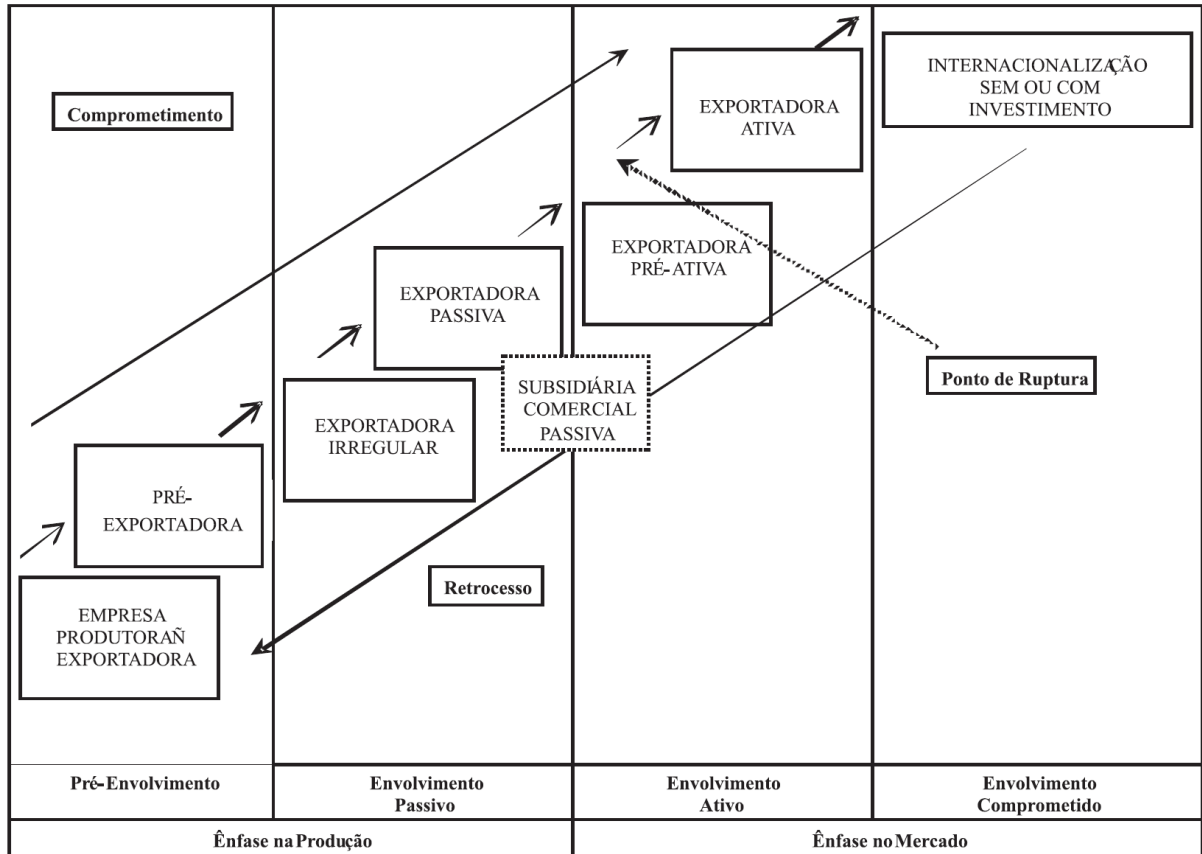 Comprometimento
INTERNACIONALIZAÇÃO
SEM OU COM
INVESTIMENTO
EXPORTADORA
ATIVA
EXPORTADORA
PRÉ-ATIVA
EXPORTADORA
PASSIVA
Ponto de Ruptura
SUBSIDIÁRIA
COMERCIAL
PASSIVA
EXPORTADORA
IRREGULAR
PRÉ-
EXPORTADORA
Retrocesso
EMPRESA
PRODUTORAÑ
EXPORTADORA
Pré-Envolvimento
Envolvimento
Passivo
Envolvimento
Ativo
Envolvimento
Comprometido
Ênfase na Produção
Ênfase no Mercado